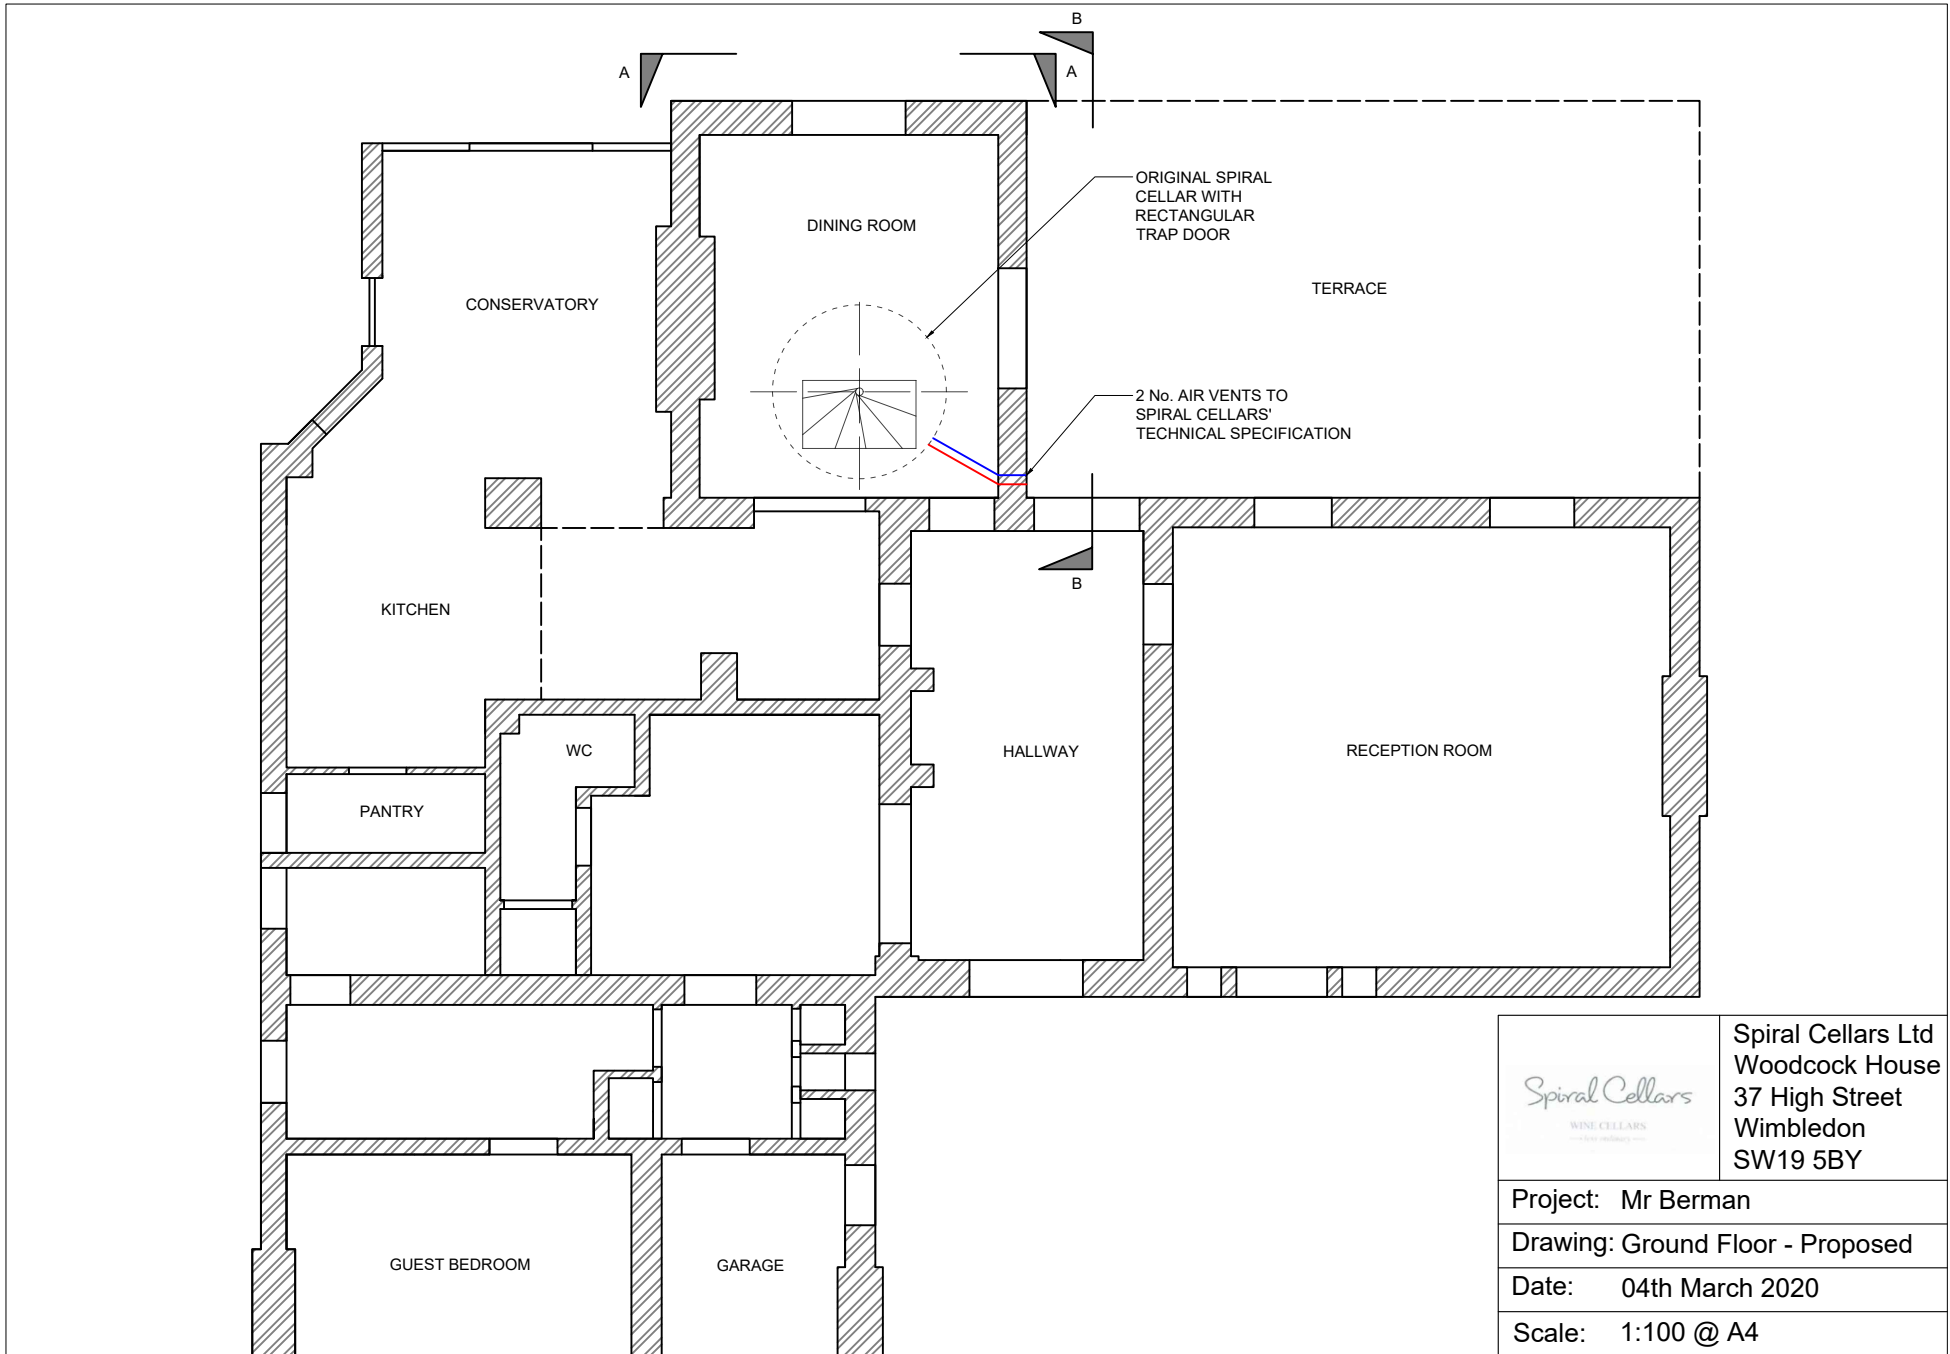 B
A
A
ORIGINAL SPIRAL
CELLAR WITH
RECTANGULAR
TRAP DOOR
DINING ROOM
TERRACE
CONSERVATORY
2 No. AIR VENTS TO
SPIRAL CELLARS'
TECHNICAL SPECIFICATION
B
KITCHEN
WC
HALLWAY
RECEPTION ROOM
PANTRY
GUEST BEDROOM
GARAGE
Spiral Cellars
WINE CELLARS
Spiral Cellars Ltd
Woodcock House
37 High Street
Wimbledon
SW19 5BY
Project: Mr Berman
Drawing: Ground Floor - Proposed
Date: 04th March 2020
Scale: 1:100 @ A4